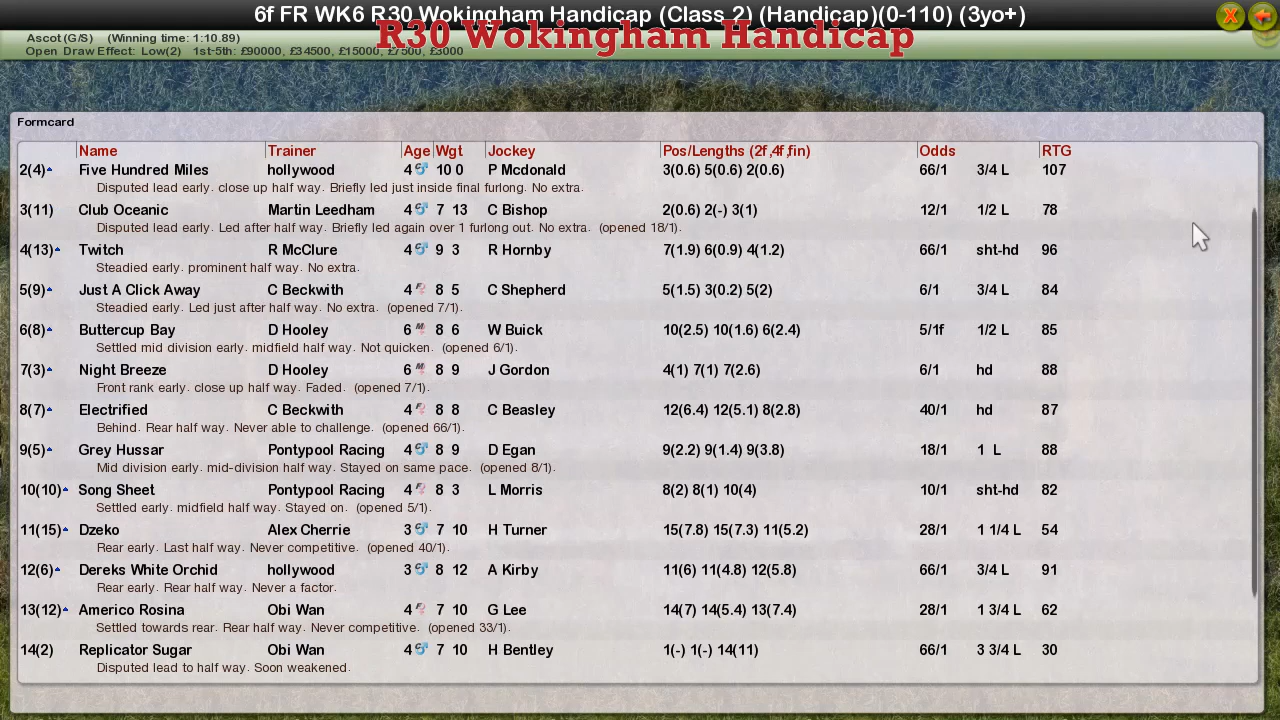 6f FR WK6 R30 Wokingham Handicap (Class 2) (Handicap)(0-110) (3yo+)
R30 Wokingham Handicap
Ascot(G/S) (Winning time: 1:10.89)
Open Draw Effect: Low(2) 1st-5th: £90000, £34500, £15000, £7500, £3000
Formcard
Name Trainer Age Wgt Jockey Pos/Lengths (2f,4f,fin) Odds RTG
2(4) Five Hundred Miles hollywood 4 10 0 P Mcdonald 3(0.6) 5(0.6) 2(0.6) 66/1 3/4 L 107
Disputed lead early. close up half way. Briefly led just inside final furlong. No extra.
3(11) Club Oceanic Martin Leedham 4 7 13 C Bishop 2(0.6) 2(-) 3(1) 12/1 1/2 L 78
Disputed lead early. Led after half way. Briefly led again over 1 furlong out. No extra. (opened 18/1).
4(13) Twitch R McClure 4 9 3 R Hornby 7(1.9) 6(0.9) 4(1.2) 66/1 sht-hd 96
Steadied early. prominent half way. No extra.
5(9) Just A Click Away C Beckwith 4 8 5 C Shepherd 5(1.5) 3(0.2) 5(2) 6/1 3/4 L 84
Steadied early. Led just after half way. No extra. (opened 7/1).
6(8) Buttercup Bay D Hooley 6 8 6 W Buick 10(2.5) 10(1.6) 6(2.4) 5/1f 1/2 L 85
Settled mid division early. midfield half way. Not quicken. (opened 6/1).
7(3) Night Breeze D Hooley 6 8 9 J Gordon 4(1) 7(1) 7(2.6) 6/1 hd 88
Front rank early. close up half way. Faded. (opened 7/1).
8(7) Electrified C Beckwith 4 8 8 C Beasley 12(6.4) 12(5.1) 8(2.8) 40/1 hd 87
Behind. Rear half way. Never able to challenge. (opened 66/1).
9(5) Grey Hussar Pontypool Racing 4 8 9 D Egan 9(2.2) 9(1.4) 9(3.8) 18/1 1 L 88
Mid division early. mid-division half way. Stayed on same pace. (opened 8/1).
10(10) Song Sheet Pontypool Racing 4 8 3 L Morris 8(2) 8(1) 10(4) 10/1 sht-hd 82
Settled early. midfield half way. Stayed on. (opened 5/1).
11(15) Dzeko Alex Cherrie 3 7 10 H Turner 15(7.8) 15(7.3) 11(5.2) 28/1 1 1/4 L 54
Rear early. Last half way. Never competitive. (opened 40/1).
12(6) Dereks White Orchid hollywood 3 8 12 A Kirby 11(6) 11(4.8) 12(5.8) 66/1 3/4 L 91
Rear early. Rear half way. Never a factor.
13(12) Americo Rosina Obi Wan 4 7 10 G Lee 14(7) 14(5.4) 13(7.4) 28/1 1 3/4 L 62
Settled towards rear. Rear half way. Never competitive. (opened 33/1).
14(2) Replicator Sugar Obi Wan 4 7 10 H Bentley 1(-) 1(-) 14(11) 66/1 3 3/4 L 30
Disputed lead to half way. Soon weakened.